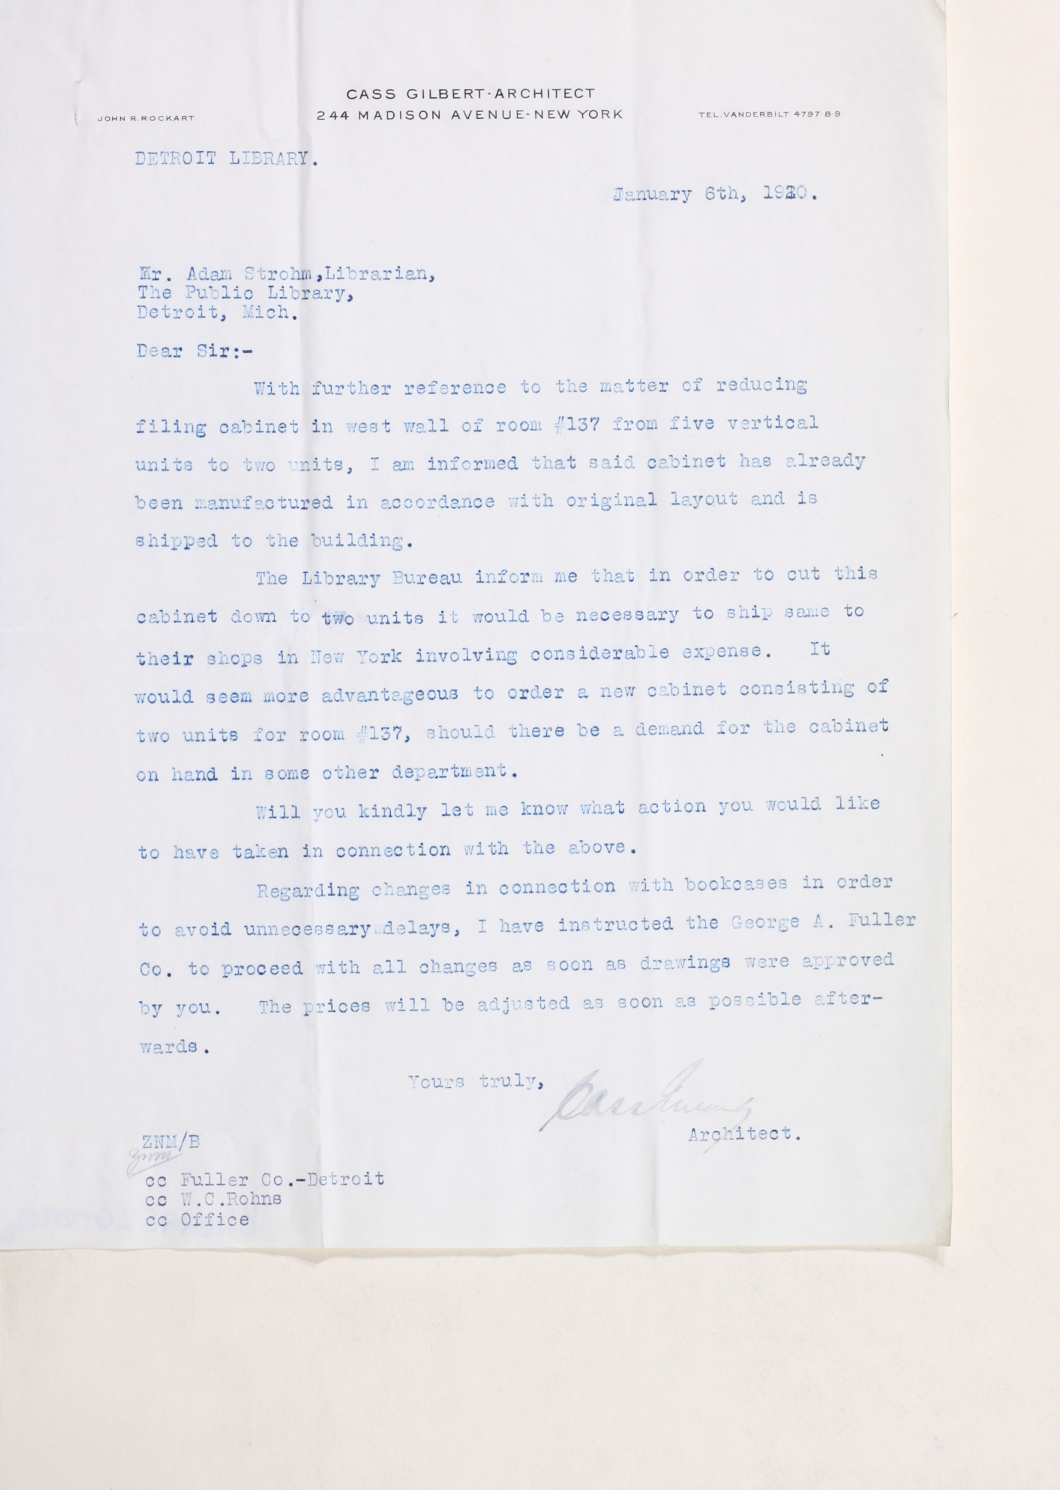 CASS GILBERT-ARCHITECT
JOHN R. ROCKART 244 MADISON AVENUE-NEW YORK TEL. VANDERBILT 4797-8-9
DETROIT LIBRARY.
January 6th, 1920.
Mr. Adam Strohm,Librarian,
The Public Library,
Detroit, Mich.
Dear Sir:-
With further reference to the matter of reducing
filing cabinet in west wall of room #137 from five vertical
units to two units, I am informed that said cabinet has already
been manufactured in accordance with original layout and is
shipped to the building.
The Library Bureau inform me that in order to cut this
cabinet down to two units it would be necessary to ship same to
their shops in New York involving considerable expense. It
would seem more advantageous to order a new cabinet consisting of
two units for room #137, should there be a demand for the cabinet
on hand in some other department.
Will you kindly let me know what action you would like
to have taken in connection with the above.
Regarding changes in connection with bookcases in order
to avoid unnecessary delays, I have instructed the George A. Fuller
Co. to proceed with all changes as soon as drawings were approved
by you. The prices will be adjusted as soon as possible after-
wards.
Yours truly,
Cass Gilbert
Architect.
ZNM/B
ZNM
cc Fuller Co.-Detroit
cc W.C.Rohns
cc Office